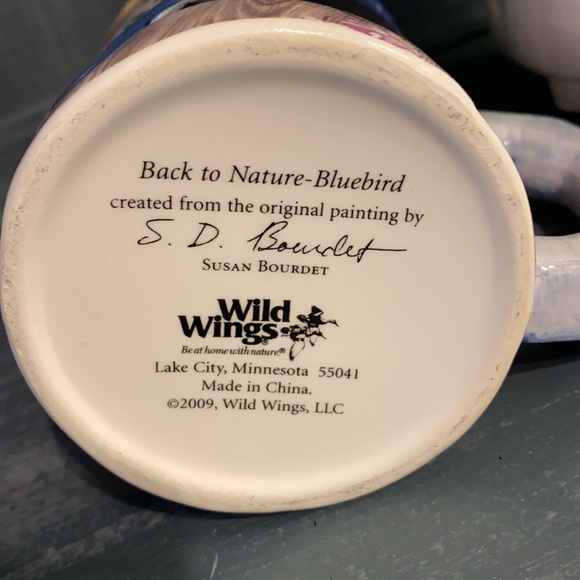 Back to Nature-Bluebird
created from the original painting by
S. D. Bourdet
SUSAN BOURDET
Wild
Wings®
Be at home with nature®
Lake City, Minnesota 55041
Made in China.
©2009, Wild Wings, LLC